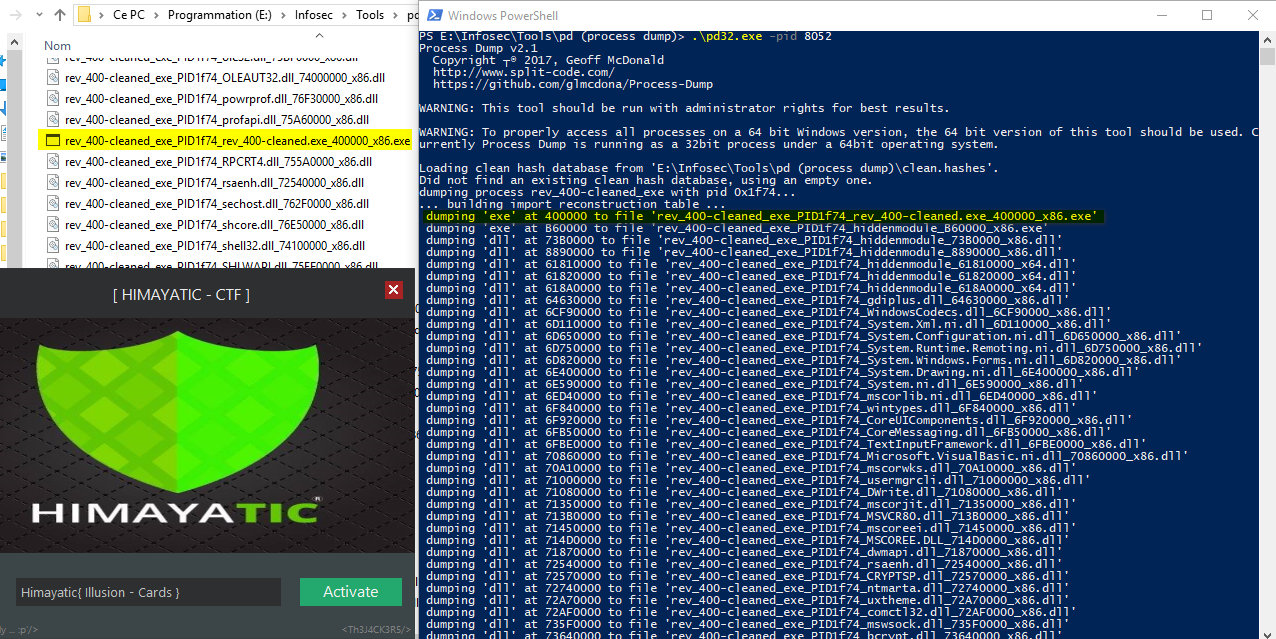 Ce PC > Programmation (E:) > Infosec > Tools > pd
Nom
rev_400-cleaned_exe_PID1f74_OLEAUT32.dll_74000000_x86.dll
rev_400-cleaned_exe_PID1f74_powrprof.dll_76F30000_x86.dll
rev_400-cleaned_exe_PID1f74_profapi.dll_75A60000_x86.dll
rev_400-cleaned_exe_PID1f74_rev_400-cleaned.exe_400000_x86.exe
rev_400-cleaned_exe_PID1f74_RPCRT4.dll_755A0000_x86.dll
rev_400-cleaned_exe_PID1f74_rsaenh.dll_72540000_x86.dll
rev_400-cleaned_exe_PID1f74_sechost.dll_762F0000_x86.dll
rev_400-cleaned_exe_PID1f74_shcore.dll_76E50000_x86.dll
rev_400-cleaned_exe_PID1f74_shell32.dll_74100000_x86.dll
[ HIMAYATIC - CTF ]
HIMAYATIC
Himayatic{ Illusion - Cards }
Activate
ly ... :p'/>
<Th3J4CK3R5/>
Windows PowerShell
PS E:\Infosec\Tools\pd (process dump)> .\pd32.exe -pid 8052
Process Dump v2.1
Copyright ┬® 2017, Geoff McDonald
http://www.split-code.com/
https://github.com/glmcdona/Process-Dump
WARNING: This tool should be run with administrator rights for best results.
WARNING: To properly access all processes on a 64 bit Windows version, the 64 bit version of this tool should be used. C
urrently Process Dump is running as a 32bit process under a 64bit operating system.
Loading clean hash database from 'E:\Infosec\Tools\pd (process dump)\clean.hashes'.
Did not find an existing clean hash database, using an empty one.
dumping process rev_400-cleaned_exe with pid 0x1f74...
... building import reconstruction table ...
dumping 'exe' at 400000 to file 'rev_400-cleaned_exe_PID1f74_rev_400-cleaned.exe_400000_x86.exe'
dumping 'exe' at B60000 to file 'rev_400-cleaned_exe_PID1f74_hiddenmodule_B60000_x86.exe'
dumping 'dll' at 73B0000 to file 'rev_400-cleaned_exe_PID1f74_hiddenmodule_73B0000_x86.dll'
dumping 'dll' at 8890000 to file 'rev_400-cleaned_exe_PID1f74_hiddenmodule_8890000_x86.dll'
dumping 'dll' at 61810000 to file 'rev_400-cleaned_exe_PID1f74_hiddenmodule_61810000_x64.dll'
dumping 'dll' at 61820000 to file 'rev_400-cleaned_exe_PID1f74_hiddenmodule_61820000_x64.dll'
dumping 'dll' at 618A0000 to file 'rev_400-cleaned_exe_PID1f74_hiddenmodule_618A0000_x64.dll'
dumping 'dll' at 64630000 to file 'rev_400-cleaned_exe_PID1f74_gdiplus.dll_64630000_x86.dll'
dumping 'dll' at 6CF90000 to file 'rev_400-cleaned_exe_PID1f74_WindowsCodecs.dll_6CF90000_x86.dll'
dumping 'dll' at 6D110000 to file 'rev_400-cleaned_exe_PID1f74_System.Xml.ni.dll_6D110000_x86.dll'
dumping 'dll' at 6D650000 to file 'rev_400-cleaned_exe_PID1f74_System.Configuration.ni.dll_6D650000_x86.dll'
dumping 'dll' at 6D750000 to file 'rev_400-cleaned_exe_PID1f74_System.Runtime.Remoting.ni.dll_6D750000_x86.dll'
dumping 'dll' at 6D820000 to file 'rev_400-cleaned_exe_PID1f74_System.Windows.Forms.ni.dll_6D820000_x86.dll'
dumping 'dll' at 6E400000 to file 'rev_400-cleaned_exe_PID1f74_System.Drawing.ni.dll_6E400000_x86.dll'
dumping 'dll' at 6E590000 to file 'rev_400-cleaned_exe_PID1f74_System.ni.dll_6E590000_x86.dll'
dumping 'dll' at 6ED40000 to file 'rev_400-cleaned_exe_PID1f74_mscorlib.ni.dll_6ED40000_x86.dll'
dumping 'dll' at 6F840000 to file 'rev_400-cleaned_exe_PID1f74_wintypes.dll_6F840000_x86.dll'
dumping 'dll' at 6F920000 to file 'rev_400-cleaned_exe_PID1f74_CoreUIComponents.dll_6F920000_x86.dll'
dumping 'dll' at 6FB50000 to file 'rev_400-cleaned_exe_PID1f74_CoreMessaging.dll_6FB50000_x86.dll'
dumping 'dll' at 6FBE0000 to file 'rev_400-cleaned_exe_PID1f74_TextInputFramework.dll_6FBE0000_x86.dll'
dumping 'dll' at 70860000 to file 'rev_400-cleaned_exe_PID1f74_Microsoft.VisualBasic.ni.dll_70860000_x86.dll'
dumping 'dll' at 70A10000 to file 'rev_400-cleaned_exe_PID1f74_mscorwks.dll_70A10000_x86.dll'
dumping 'dll' at 71000000 to file 'rev_400-cleaned_exe_PID1f74_usermgrcli.dll_71000000_x86.dll'
dumping 'dll' at 71080000 to file 'rev_400-cleaned_exe_PID1f74_DWrite.dll_71080000_x86.dll'
dumping 'dll' at 71350000 to file 'rev_400-cleaned_exe_PID1f74_mscorjit.dll_71350000_x86.dll'
dumping 'dll' at 713B0000 to file 'rev_400-cleaned_exe_PID1f74_MSVCR80.dll_713B0000_x86.dll'
dumping 'dll' at 71450000 to file 'rev_400-cleaned_exe_PID1f74_mscoreei.dll_71450000_x86.dll'
dumping 'dll' at 714D0000 to file 'rev_400-cleaned_exe_PID1f74_MSCOREE.DLL_714D0000_x86.dll'
dumping 'dll' at 71870000 to file 'rev_400-cleaned_exe_PID1f74_dwmapi.dll_71870000_x86.dll'
dumping 'dll' at 72540000 to file 'rev_400-cleaned_exe_PID1f74_rsaenh.dll_72540000_x86.dll'
dumping 'dll' at 72570000 to file 'rev_400-cleaned_exe_PID1f74_CRYPTSP.dll_72570000_x86.dll'
dumping 'dll' at 72740000 to file 'rev_400-cleaned_exe_PID1f74_ntmarta.dll_72740000_x86.dll'
dumping 'dll' at 72A70000 to file 'rev_400-cleaned_exe_PID1f74_uxtheme.dll_72A70000_x86.dll'
dumping 'dll' at 72AF0000 to file 'rev_400-cleaned_exe_PID1f74_comctl32.dll_72AF0000_x86.dll'
dumping 'dll' at 735F0000 to file 'rev_400-cleaned_exe_PID1f74_mswsock.dll_735F0000_x86.dll'
dumping 'dll' at 73640000 to file 'rev_400-cleaned_exe_PID1f74_bcrypt.dll_73640000_x86.dll'